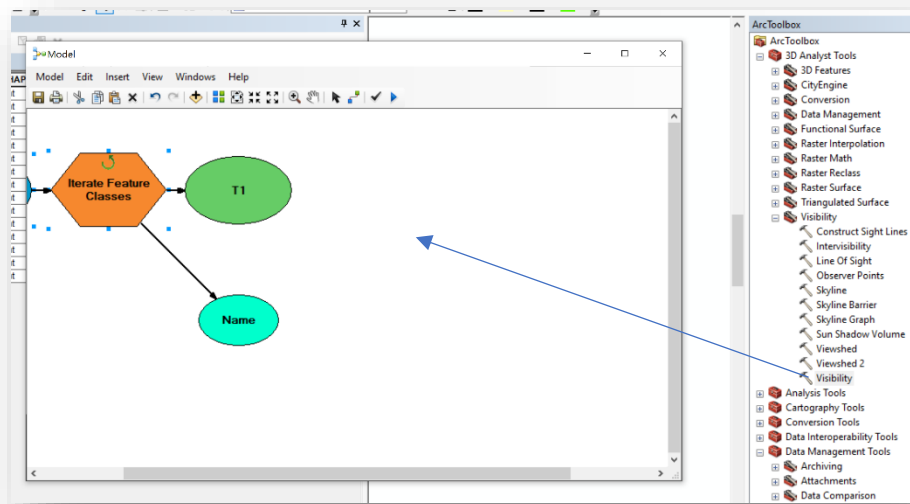 ArcToolbox
Model
Model Edit Insert View Windows Help
Iterate Feature
Classes
T1
Name
ArcToolbox
3D Analyst Tools
3D Features
CityEngine
Conversion
Data Management
Functional Surface
Raster Interpolation
Raster Math
Raster Reclass
Raster Surface
Triangulated Surface
Visibility
Construct Sight Lines
Intervisibility
Line Of Sight
Observer Points
Skyline
Skyline Barrier
Skyline Graph
Sun Shadow Volume
Viewshed
Viewshed 2
Visibility
Analysis Tools
Cartography Tools
Conversion Tools
Data Interoperability Tools
Data Management Tools
Archiving
Attachments
Data Comparison